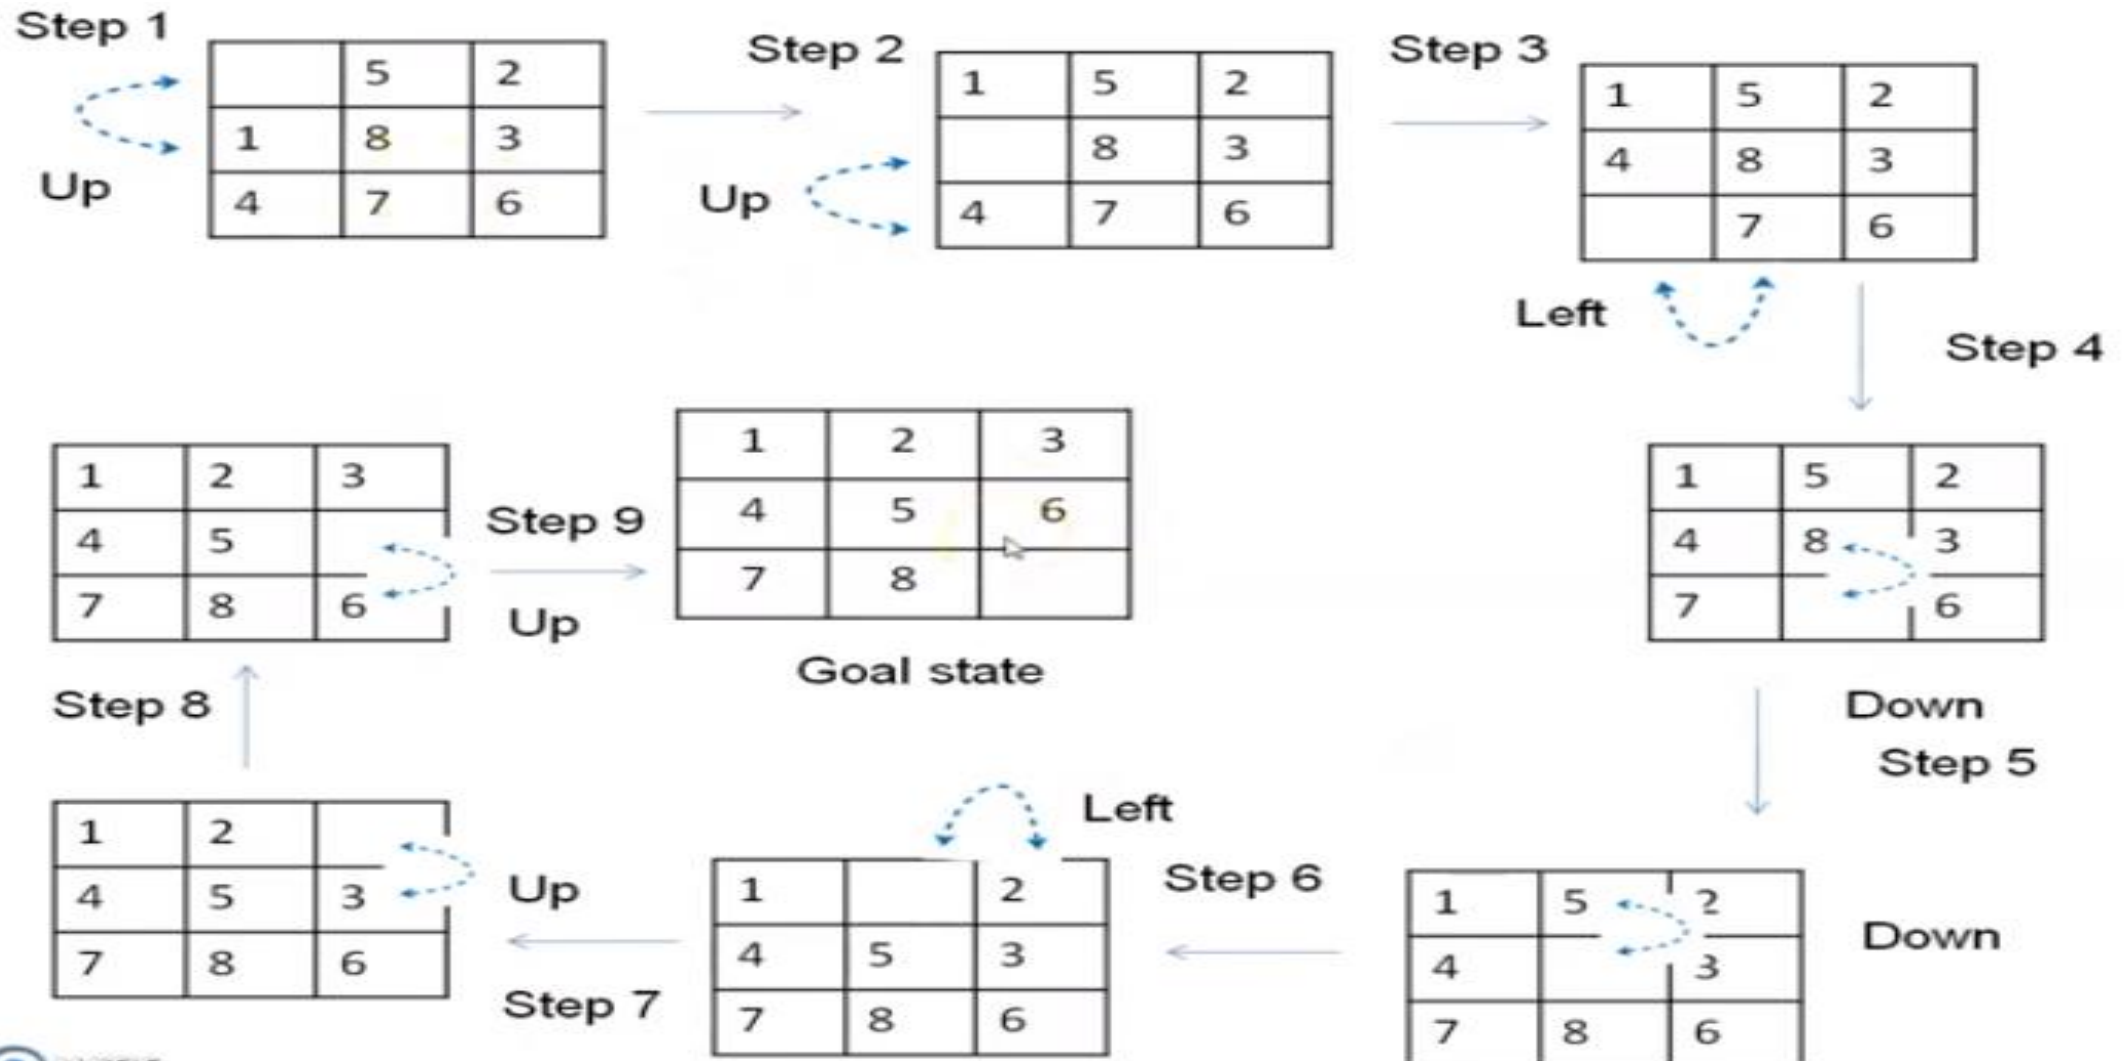 Step 1
5 2
1 8 3
4 7 6
Up
Step 2
1 5 2
8 3
4 7 6
Up
Step 3
1 5 2
4 8 3
7 6
Left
Step 4
1 5 2
4 8 3
7 6
Down
Step 5
1 5 2
4 3
7 8 6
Down
Step 6
1 2
4 5 3
7 8 6
Left
Step 7
1 2
4 5 3
7 8 6
Up
Step 8
1 2 3
4 5
7 8 6
Step 9
Up
1 2 3
4 5 6
7 8
Goal state